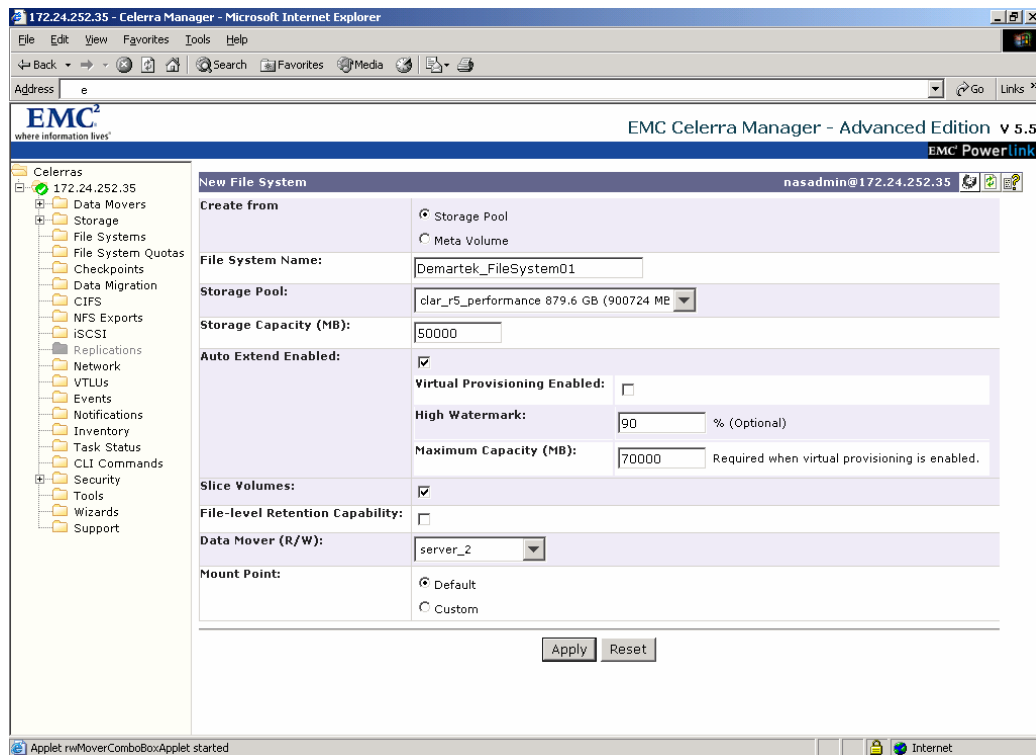 172.24.252.35 - Celerra Manager - Microsoft Internet Explorer
File Edit View Favorites Tools Help
Back Search Favorites Media
Address e Go Links »
EMC²
where information lives®
EMC Celerra Manager - Advanced Edition V 5.5
EMC² Powerlink
Celerras
172.24.252.35
Data Movers
Storage
File Systems
File System Quotas
Checkpoints
Data Migration
CIFS
NFS Exports
iSCSI
Replications
Network
VTLUs
Events
Notifications
Inventory
Task Status
CLI Commands
Security
Tools
Wizards
Support
New File System nasadmin@172.24.252.35
Create from
Storage Pool
Meta Volume
File System Name: Demartek_FileSystem01
Storage Pool: clar_r5_performance 879.6 GB (900724 MB
Storage Capacity (MB): 50000
Auto Extend Enabled:
Virtual Provisioning Enabled:
High Watermark: 90 % (Optional)
Maximum Capacity (MB): 70000 Required when virtual provisioning is enabled.
Slice Volumes:
File-level Retention Capability:
Data Mover (R/W): server_2
Mount Point:
Default
Custom
Apply Reset
Applet rwMoverComboBoxApplet started Internet